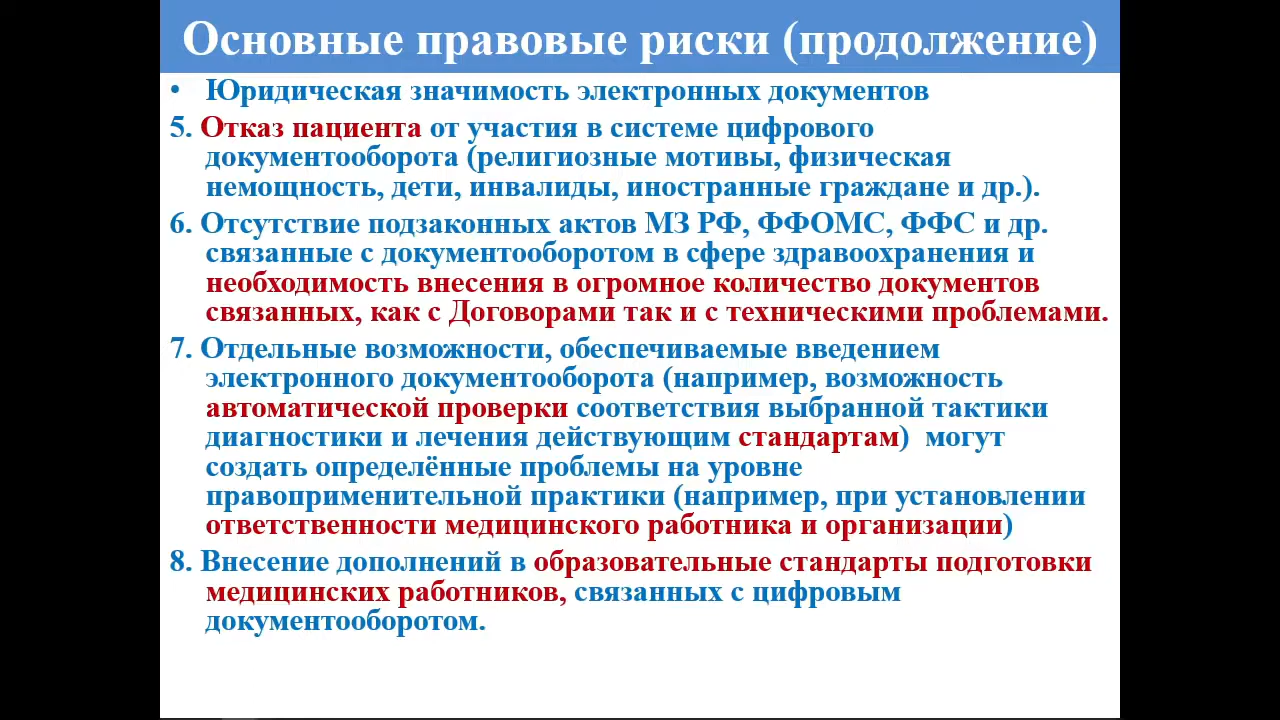 Основные правовые риски (продолжение)
• Юридическая значимость электронных документов
5. Отказ пациента от участия в системе цифрового
документооборота (религиозные мотивы, физическая
немощность, дети, инвалиды, иностранные граждане и др.).
6. Отсутствие подзаконных актов МЗ РФ, ФФОМС, ФФС и др.
связанные с документооборотом в сфере здравоохранения и
необходимость внесения в огромное количество документов
связанных, как с Договорами так и с техническими проблемами.
7. Отдельные возможности, обеспечиваемые введением
электронного документооборота (например, возможность
автоматической проверки соответствия выбранной тактики
диагностики и лечения действующим стандартам) могут
создать определённые проблемы на уровне
правоприменительной практики (например, при установлении
ответственности медицинского работника и организации)
8. Внесение дополнений в образовательные стандарты подготовки
медицинских работников, связанных с цифровым
документооборотом.